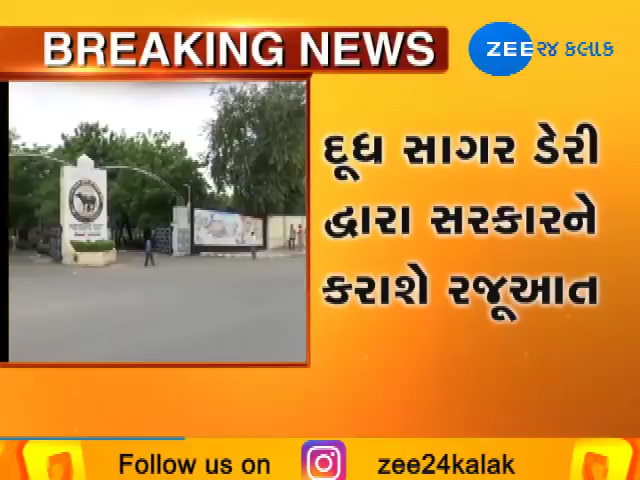 BREAKING NEWS
ZEE ૨૪ કલાક
દૂધ સાગર ડેરી
દ્વારા સરકારને
કરાશે રજૂઆત
Follow us on zee24kalak